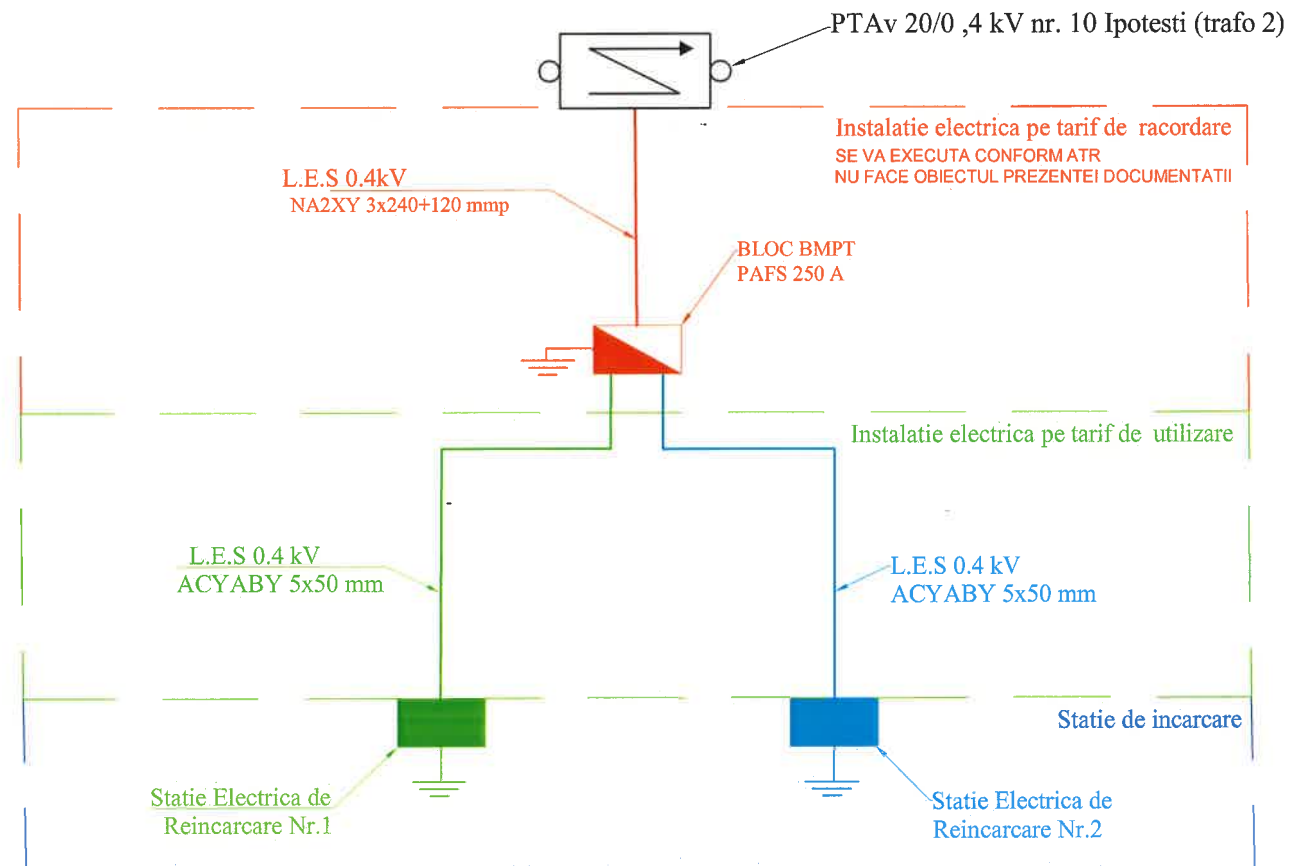 PTAv 20/0 ,4 kV nr. 10 Ipotesti (trafo 2)
Instalatie electrica pe tarif de racordare
SE VA EXECUTA CONFORM ATR
NU FACE OBIECTUL PREZENTEI DOCUMENTATII
L.E.S 0.4kV
NA2XY 3x240+120 mmp
BLOC BMPT
PAFS 250 A
Instalatie electrica pe tarif de utilizare
L.E.S 0.4 kV
ACYABY 5x50 mm
L.E.S 0.4 kV
ACYABY 5x50 mm
Statie de incarcare
Statie Electrica de
Reincarcare Nr.1
Statie Electrica de
Reincarcare Nr.2